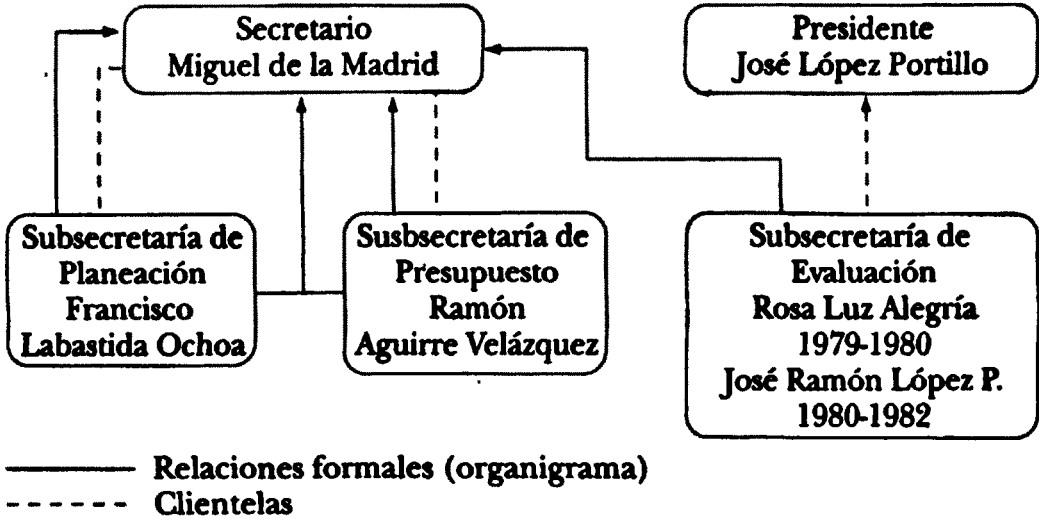 Secretario
Miguel de la Madrid
Presidente
José López Portillo
Subsecretaría de
Planeación
Francisco
Labastida Ochoa
Susbsecretaría de
Presupuesto
Ramón
Aguirre Velázquez
Subsecretaría de
Evaluación
Rosa Luz Alegría
1979-1980
José Ramón López P.
1980-1982
Relaciones formales (organigrama)
Clientelas